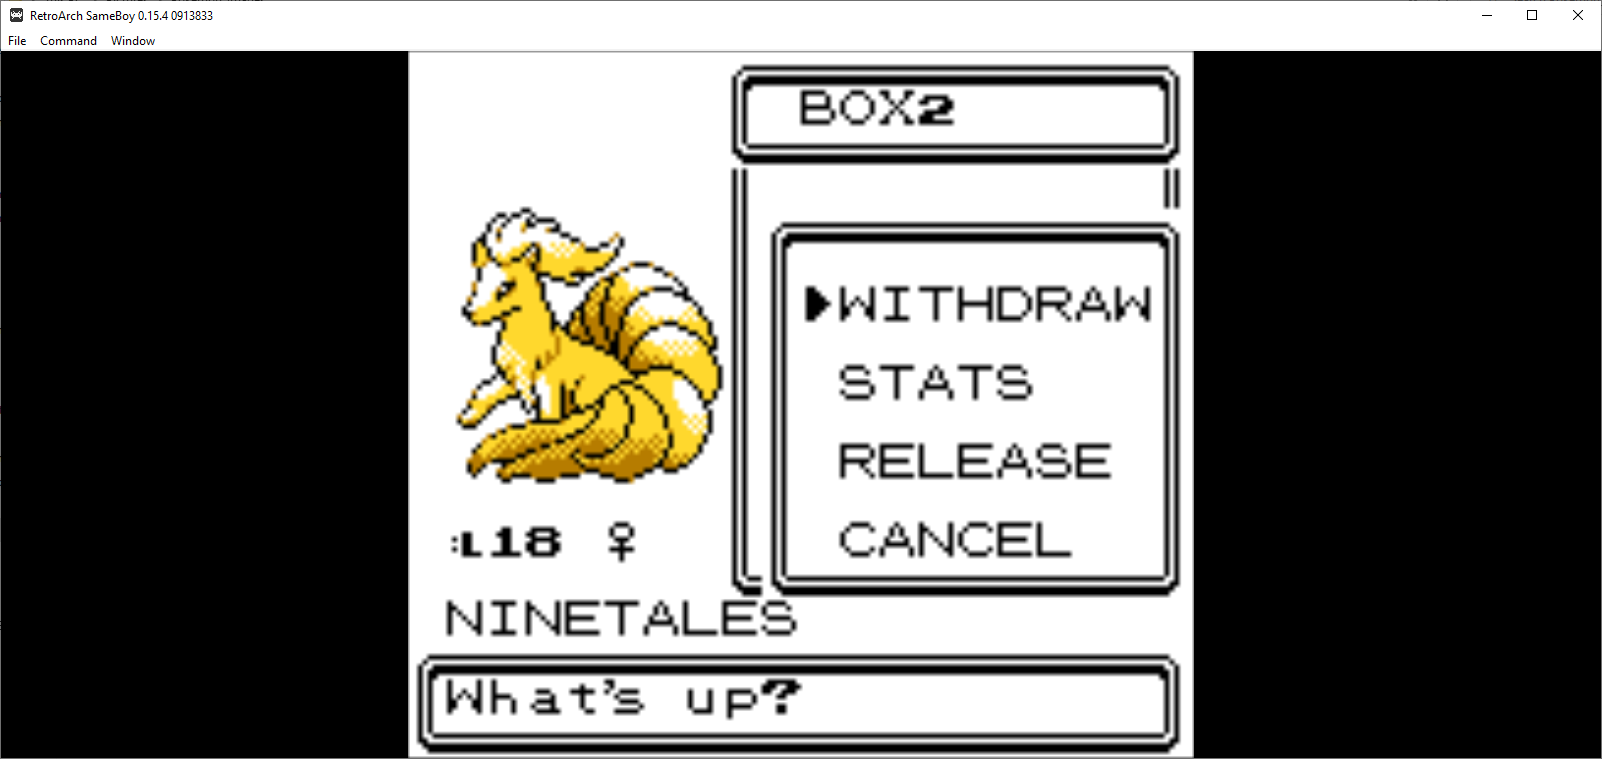 RetroArch SameBoy 0.15.4 0913833
File Command Window
BOX2
WITHDRAW
STATS
RELEASE
CANCEL
:L18 ♀
NINETALES
What's up?